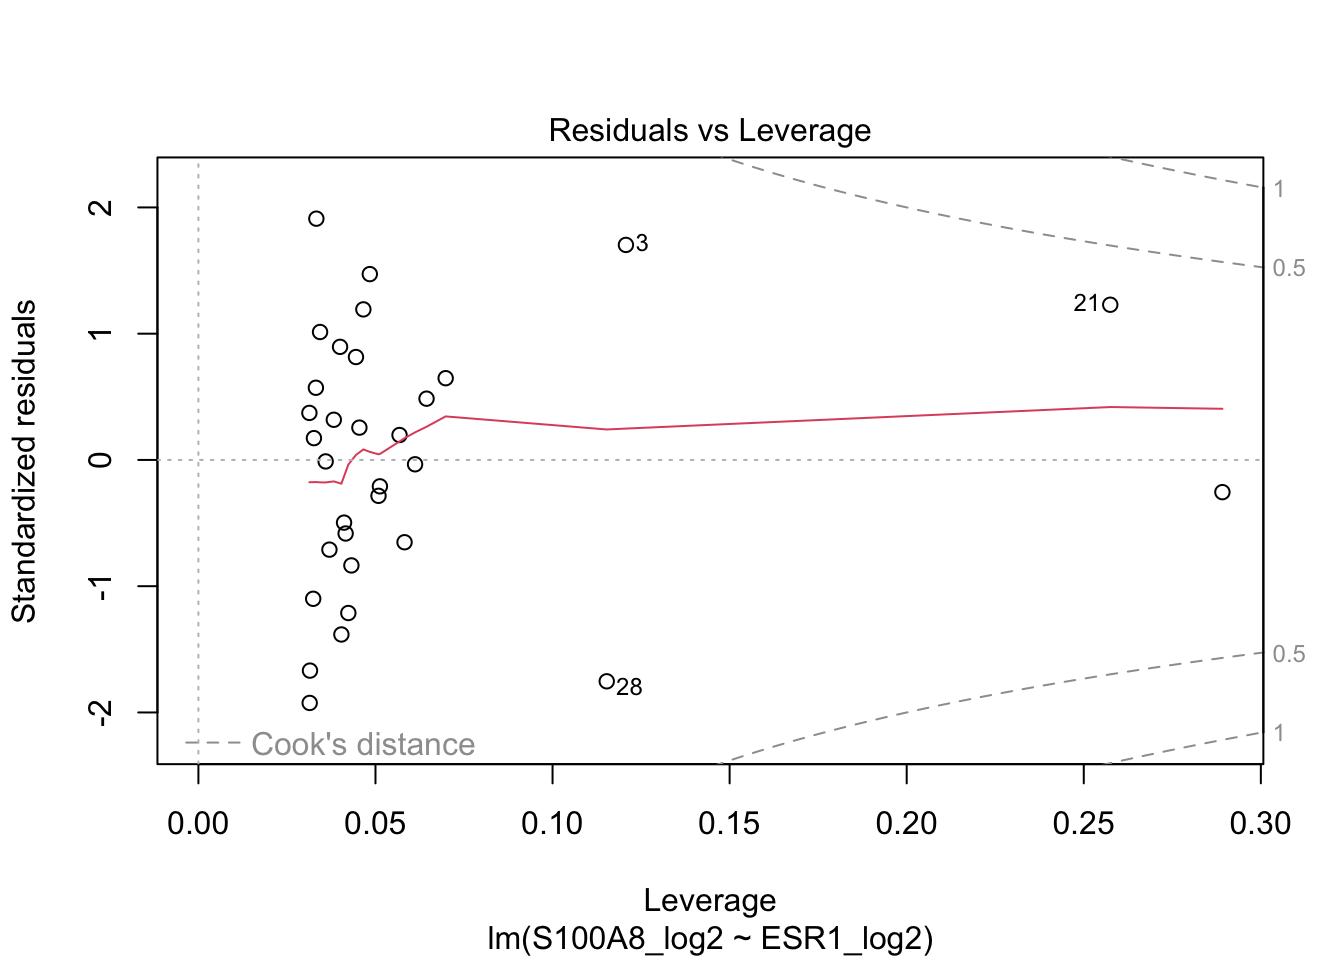 Residuals vs Leverage
Standardized residuals
2
1
0
-1
-2
3
21
28
1
0.5
0.5
1
Cook's distance
0.00 0.05 0.10 0.15 0.20 0.25 0.30
Leverage
lm(S100A8_log2 ~ ESR1_log2)